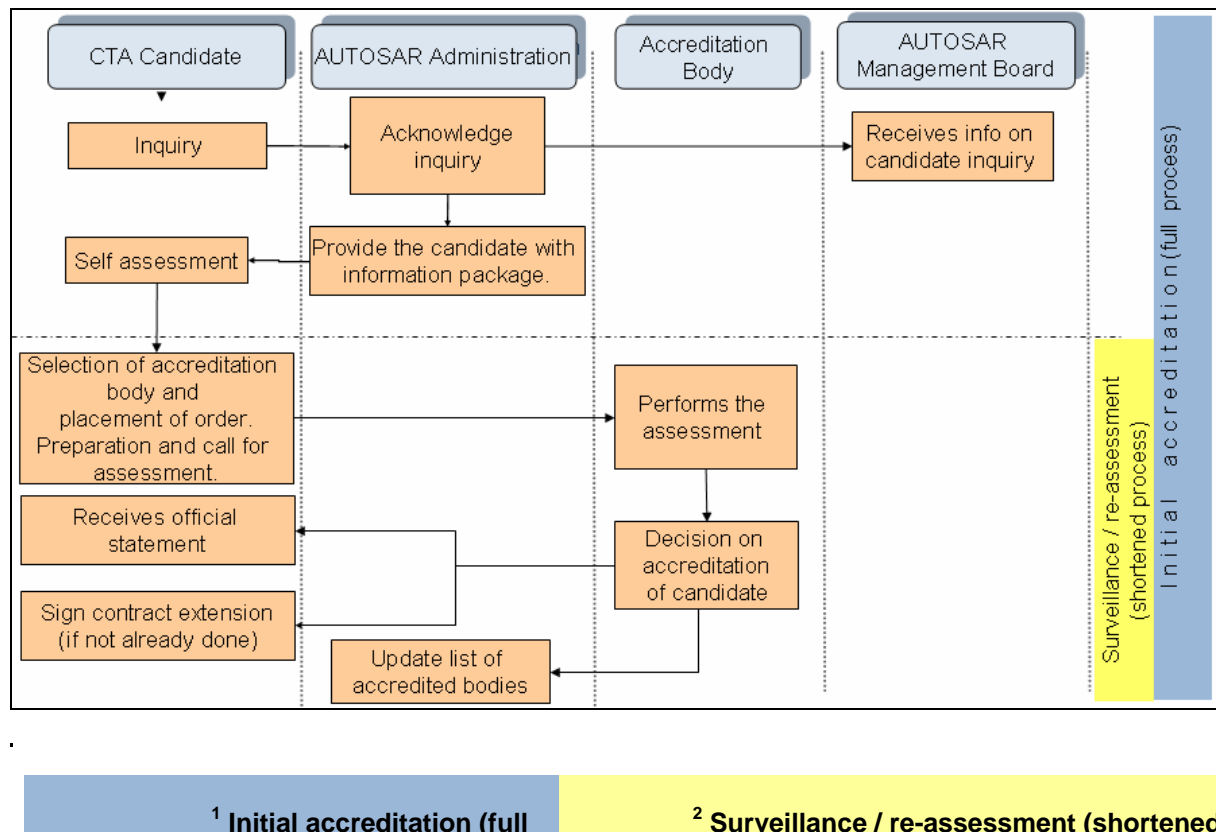 CTA Candidate
AUTOSAR Administration
Accreditation
Body
AUTOSAR
Management Board
Inquiry
Acknowledge
inquiry
Receives info on
candidate inquiry
Self assessment
Provide the candidate with
information package.
Selection of accreditation
body and
placement of order.
Preparation and call for
assessment.
Performs the
assessment
Receives official
statement
Decision on
accreditation
of candidate
Sign contract extension
(if not already done)
Update list of
accredited bodies
Surveillance / re-assessment
(shortened process)
Initial accreditation (full process)
.
1 Initial accreditation (full
2 Surveillance / re-assessment (shortened